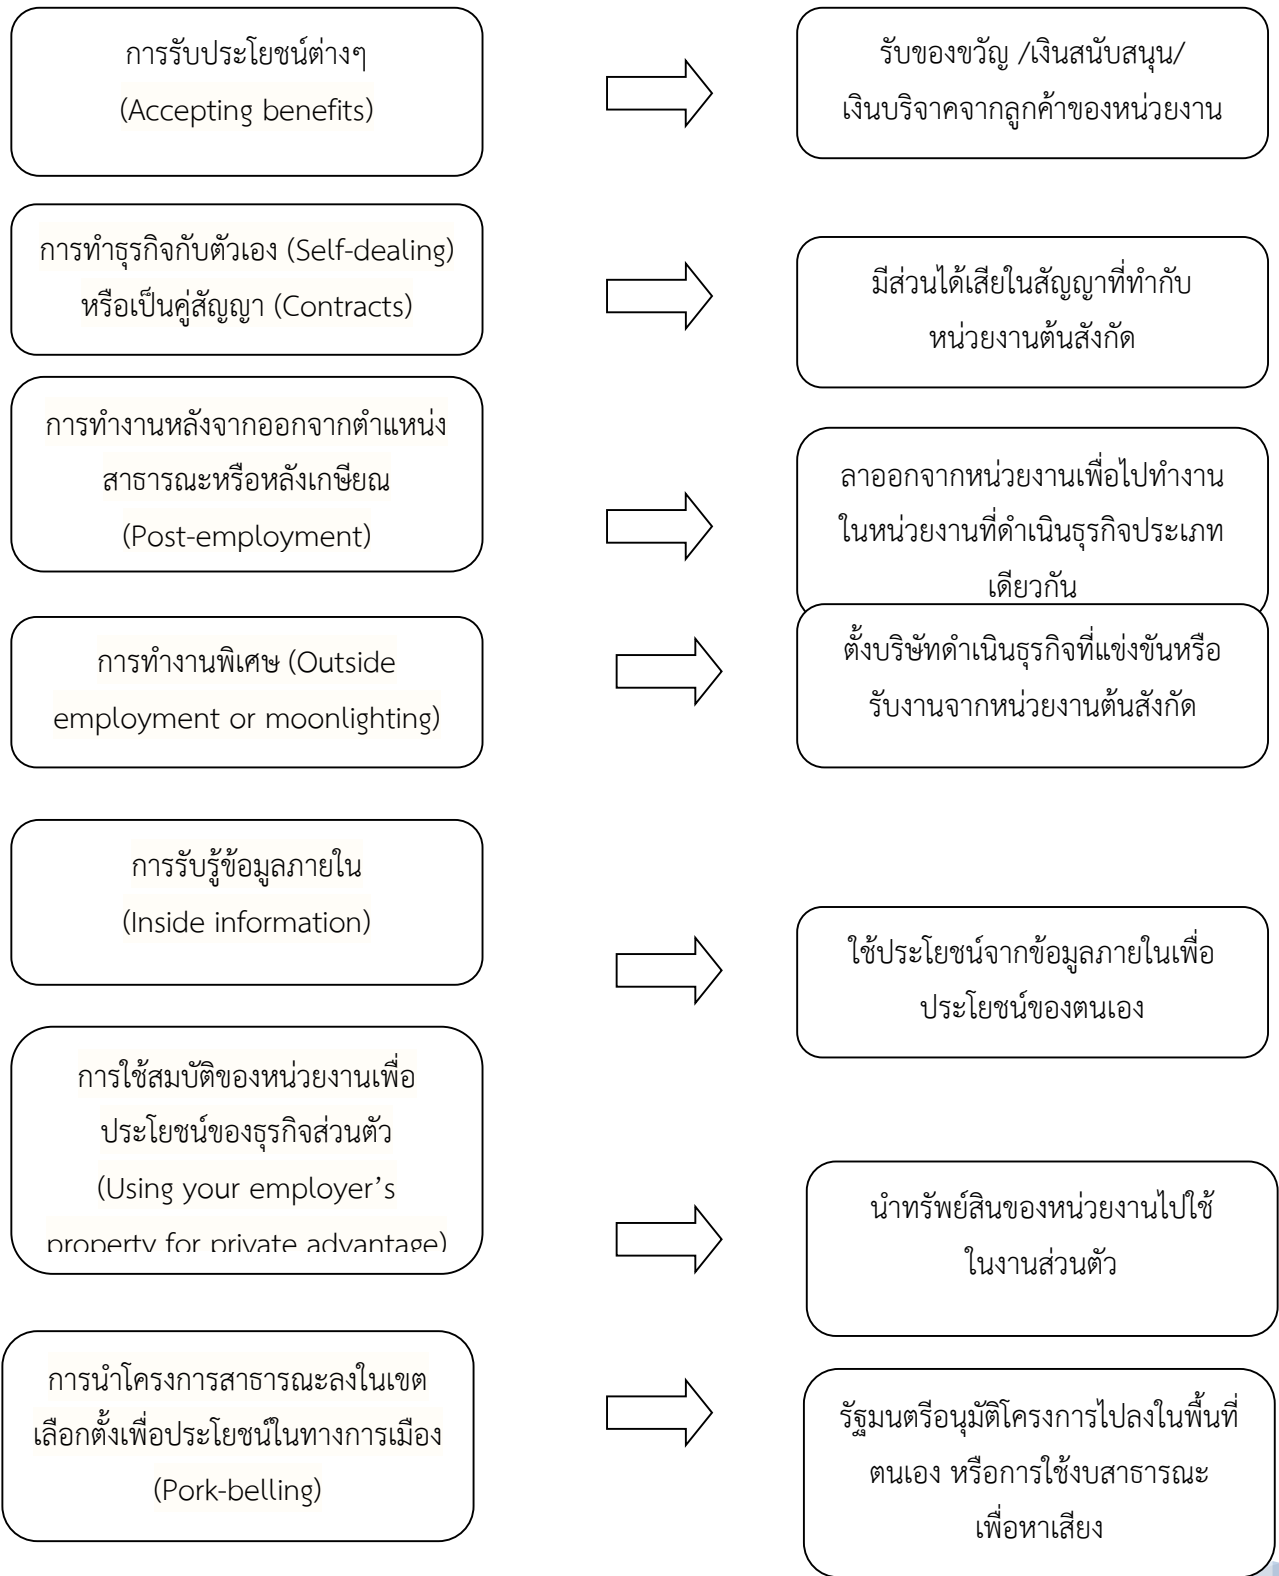 การรับประโยชน์ต่างๆ
(Accepting benefits)
รับของขวัญ /เงินสนับสนุน/
เงินบริจาคจากลูกค้าของหน่วยงาน
การทำธุรกิจกับตัวเอง (Self-dealing)
หรือเป็นคู่สัญญา (Contracts)
มีส่วนได้เสียในสัญญาที่ทำกับ
หน่วยงานต้นสังกัด
การทำงานหลังจากออกจากตำแหน่ง
สาธารณะหรือหลังเกษียณ
(Post-employment)
ลาออกจากหน่วยงานเพื่อไปทำงาน
ในหน่วยงานที่ดำเนินธุรกิจประเภท
เดียวกัน
การทำงานพิเศษ (Outside
employment or moonlighting)
ตั้งบริษัทดำเนินธุรกิจที่แข่งขันหรือ
รับงานจากหน่วยงานต้นสังกัด
การรับรู้ข้อมูลภายใน
(Inside information)
ใช้ประโยชน์จากข้อมูลภายในเพื่อ
ประโยชน์ของตนเอง
การใช้สมบัติของหน่วยงานเพื่อ
ประโยชน์ของธุรกิจส่วนตัว
(Using your employer’s
property for private advantage)
นำทรัพย์สินของหน่วยงานไปใช้
ในงานส่วนตัว
การนำโครงการสาธารณะลงในเขต
เลือกตั้งเพื่อประโยชน์ในทางการเมือง
(Pork-belling)
รัฐมนตรีอนุมัติโครงการไปลงในพื้นที่
ตนเอง หรือการใช้งบสาธารณะ
เพื่อหาเสียง